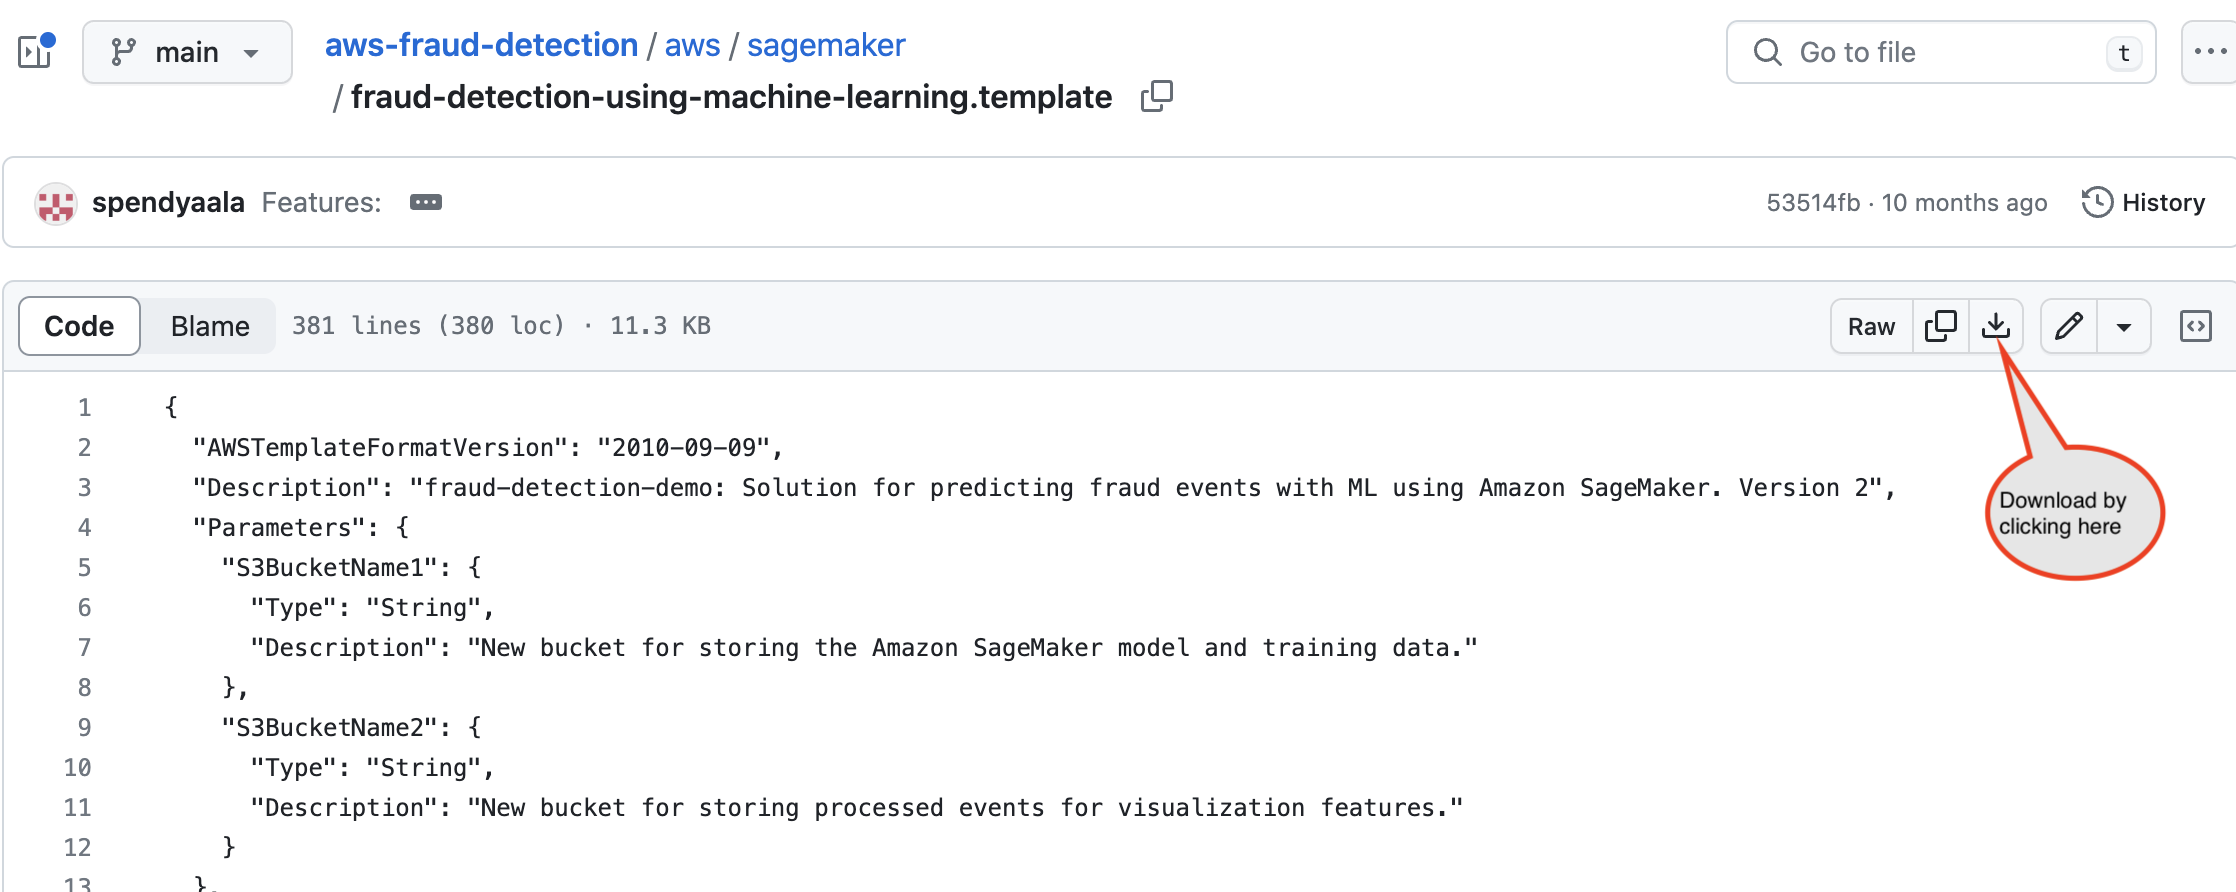 main
aws-fraud-detection / aws / sagemaker
/ fraud-detection-using-machine-learning.template
Go to file
t
spendyaala Features:
53514fb · 10 months ago
History
Code
Blame
381 lines (380 loc) · 11.3 KB
Raw
1 {
2 "AWSTemplateFormatVersion": "2010-09-09",
3 "Description": "fraud-detection-demo: Solution for predicting fraud events with ML using Amazon SageMaker. Version 2",
4 "Parameters": {
5 "S3BucketName1": {
6 "Type": "String",
7 "Description": "New bucket for storing the Amazon SageMaker model and training data."
8 },
9 "S3BucketName2": {
10 "Type": "String",
11 "Description": "New bucket for storing processed events for visualization features."
12 }
13 },
Download by
clicking here